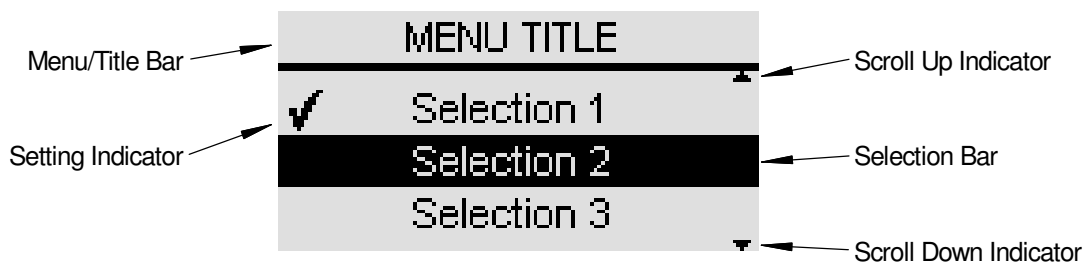 MENU TITLE
Menu/Title Bar
Scroll Up Indicator
Selection 1
Setting Indicator
Selection 2
Selection Bar
Selection 3
Scroll Down Indicator